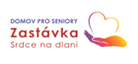 DOMOV PRO SENIORY
Zastávka
Srdce na dlani